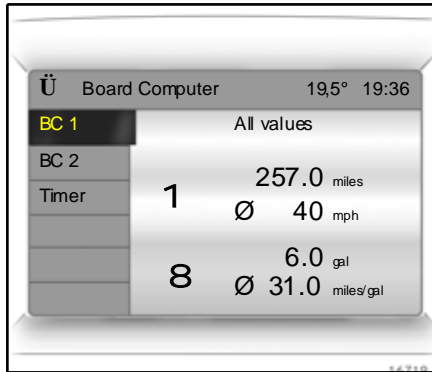 Ü Board Computer 19,5° 19:36
BC 1 All values
BC 2
Timer
1 257.0 miles
Ø 40 mph
8 6.0 gal
Ø 31.0 miles/gal